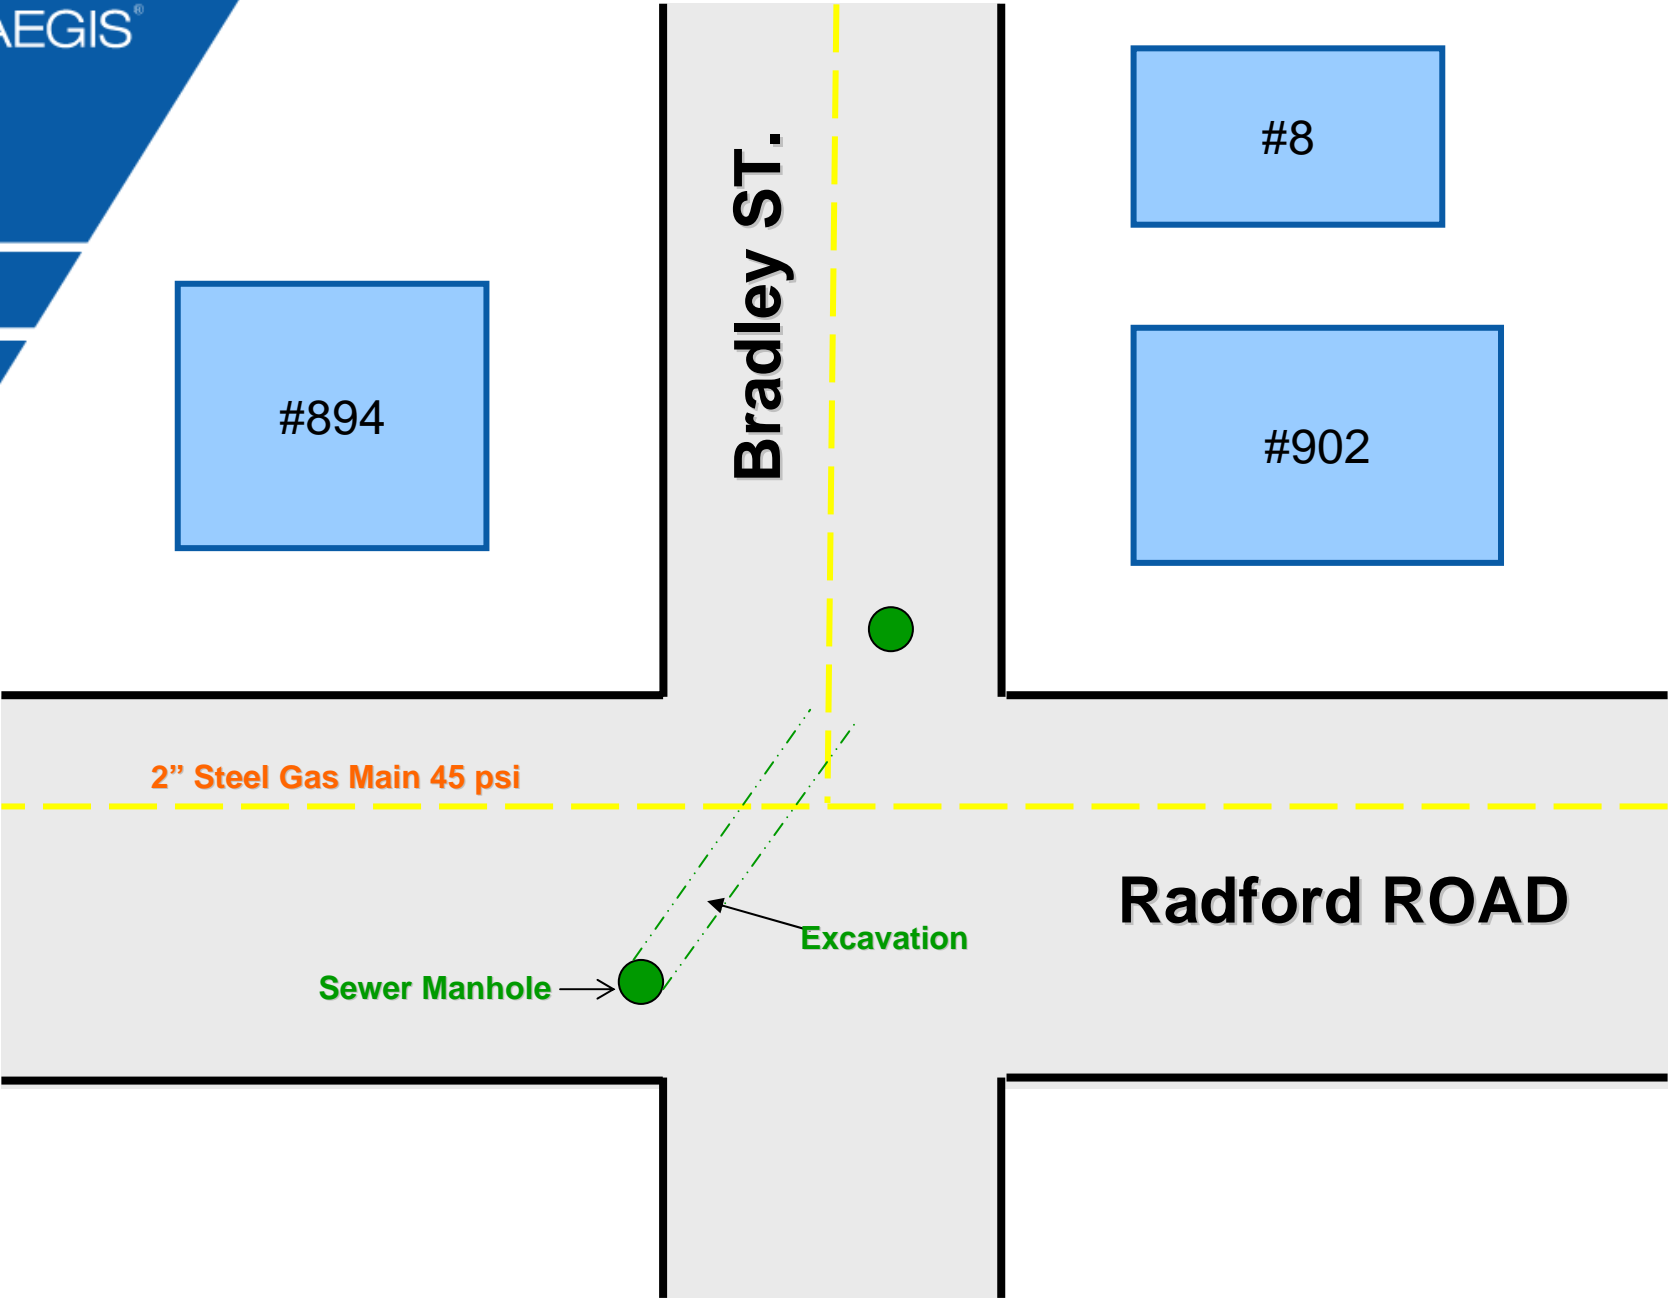 AEGIS®
#8
Bradley ST.
#894
#902
2” Steel Gas Main 45 psi
Radford ROAD
Excavation
Sewer Manhole